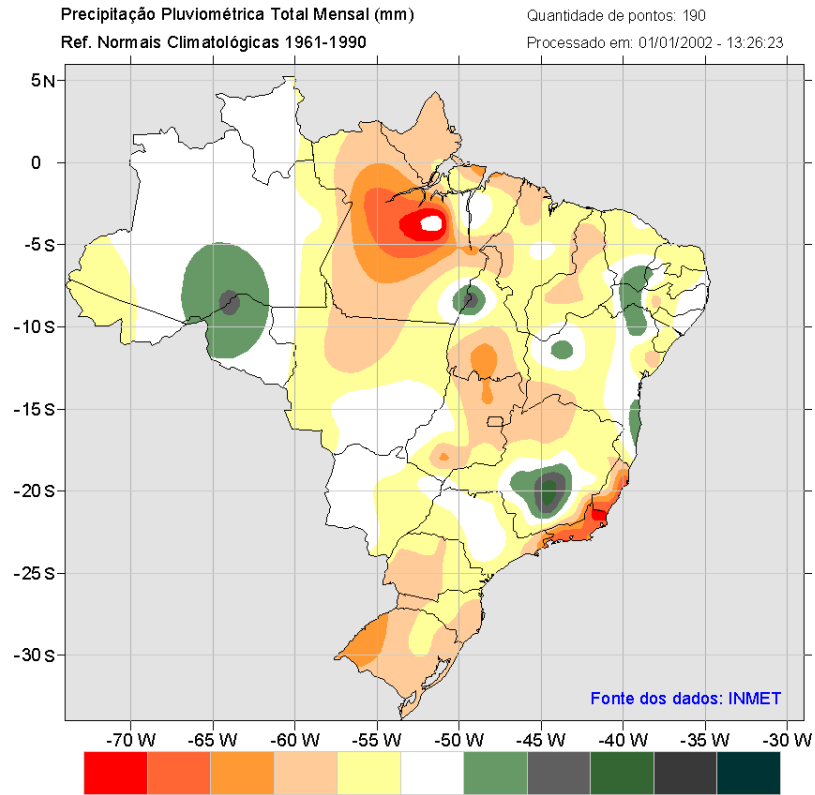 Precipitação Pluviométrica Total Mensal (mm)
Quantidade de pontos: 190
Ref. Normais Climatológicas 1961-1990
Processado em: 01/01/2002 - 13:26:23
5N
0
-5 S
-10 S
-15 S
-20 S
-25 S
-30 S
Fonte dos dados: INMET
-70 W -65 W -60 W -55 W -50 W -45 W -40 W -35 W -30 W